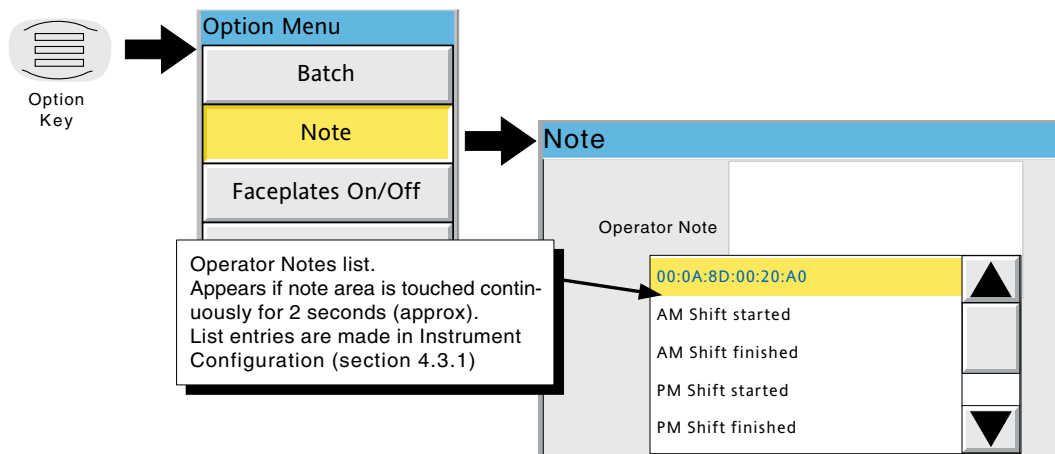 Option
Key
Option Menu
Batch
Note
Faceplates On/Off
Operator Notes list.
Appears if note area is touched contin-
uously for 2 seconds (approx).
List entries are made in Instrument
Configuration (section 4.3.1)
Note
Operator Note
00:0A:8D:00:20:A0
AM Shift started
AM Shift finished
PM Shift started
PM Shift finished